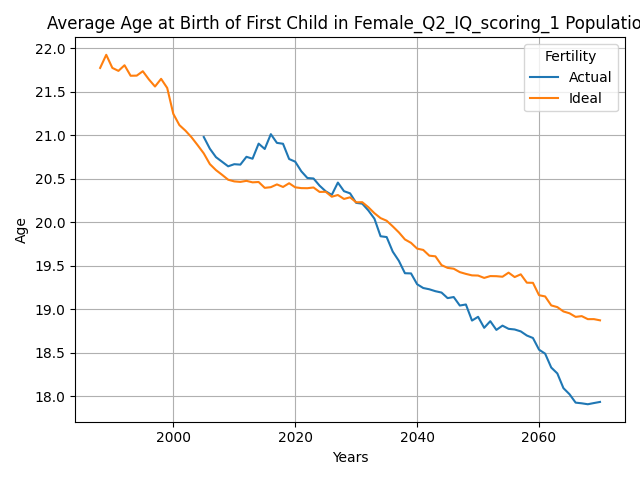 Average Age at Birth of First Child in Female_Q2_IQ_scoring_1 Populatio
22.0
21.5
21.0
20.5
20.0
19.5
19.0
18.5
18.0
Age
Fertility
Actual
Ideal
2000 2020 2040 2060
Years